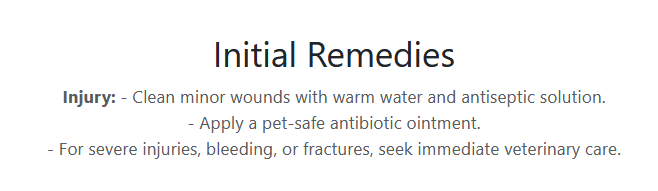 Initial Remedies
Injury: - Clean minor wounds with warm water and antiseptic solution.
- Apply a pet-safe antibiotic ointment.
- For severe injuries, bleeding, or fractures, seek immediate veterinary care.